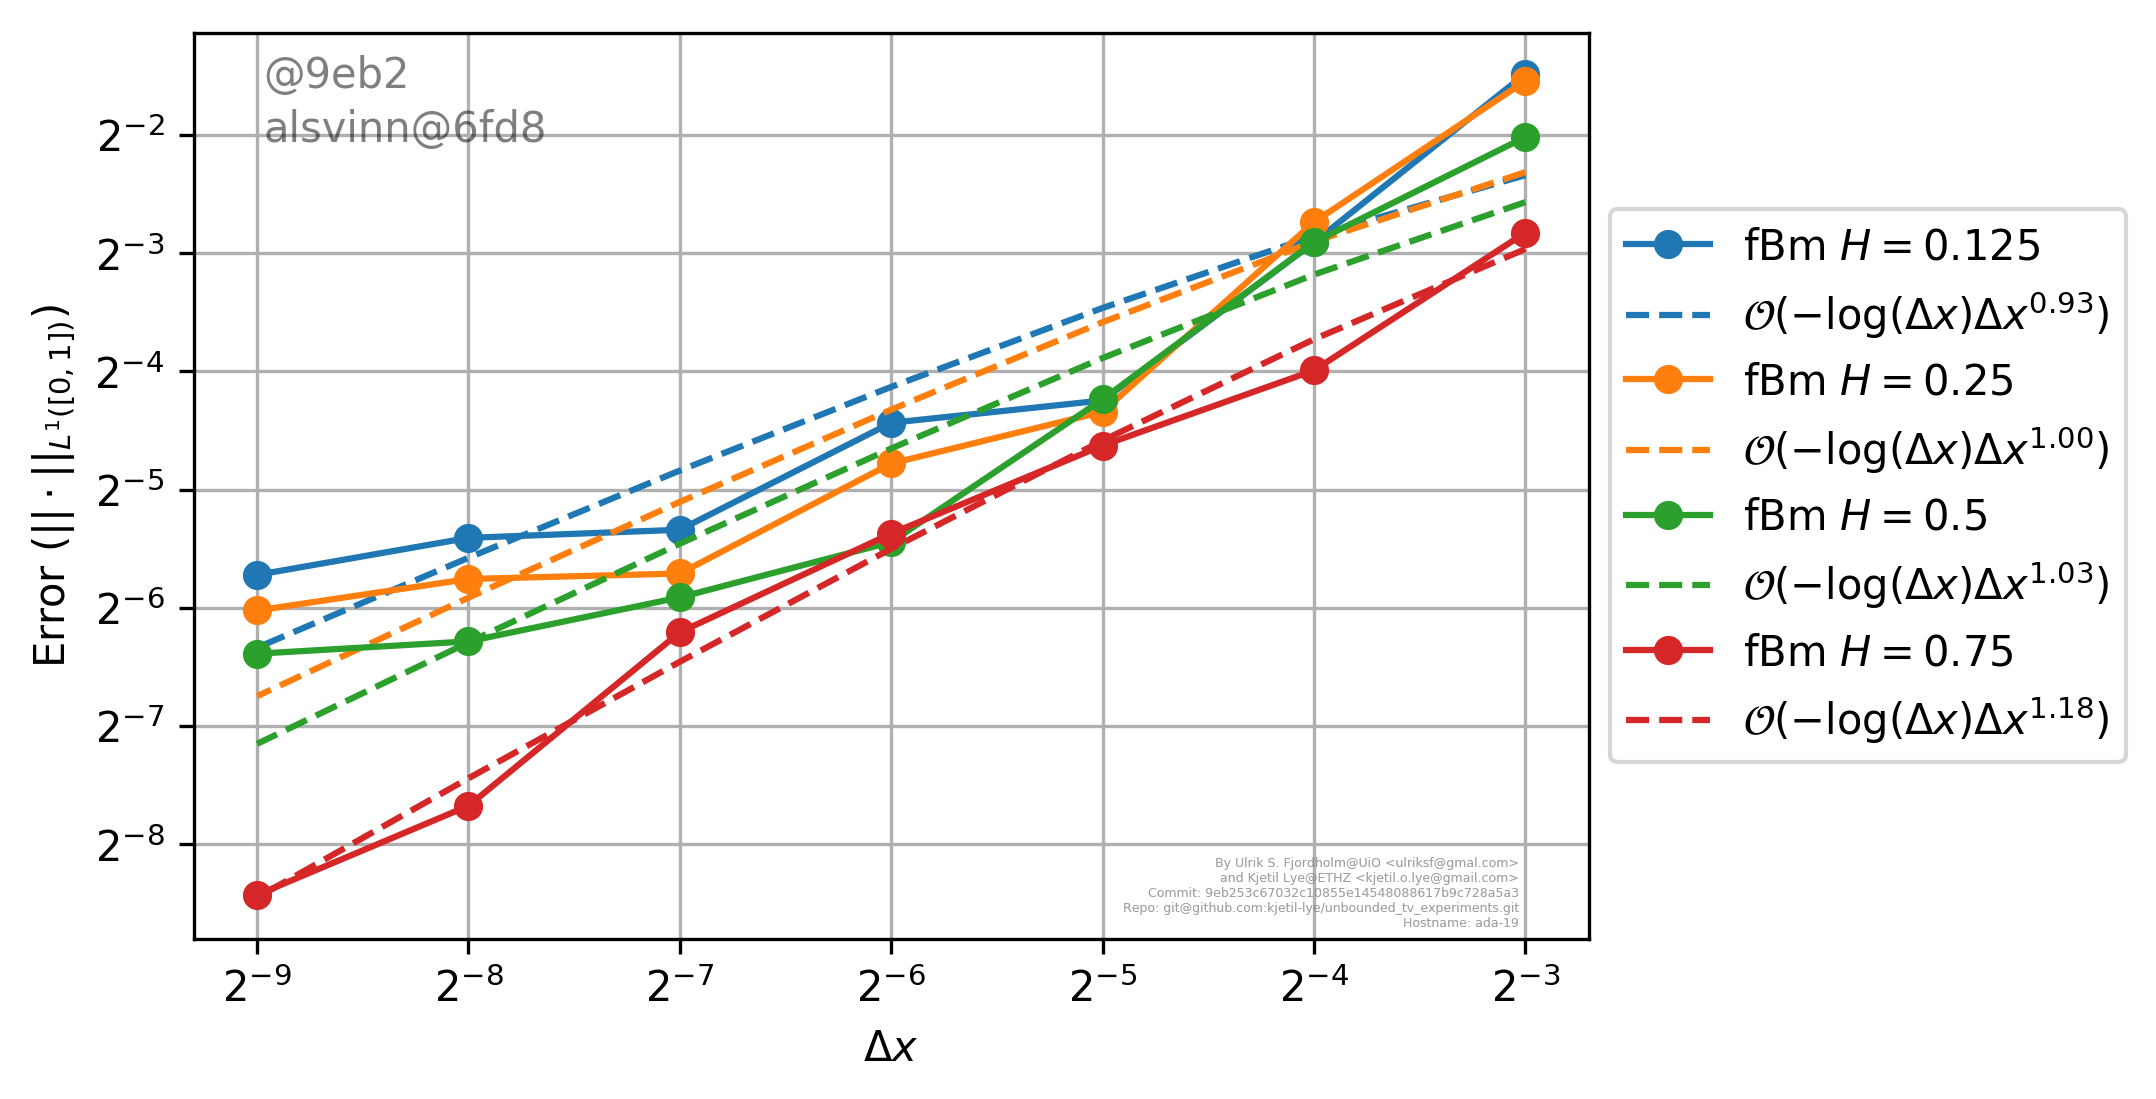 @9eb2
alsvinn@6fd8
2⁻²
2⁻³
2⁻⁴
2⁻⁵
2⁻⁶
2⁻⁷
2⁻⁸
Error (|| · ||_{L¹([0, 1])})
2⁻⁹ 2⁻⁸ 2⁻⁷ 2⁻⁶ 2⁻⁵ 2⁻⁴ 2⁻³
Δx
By Ulrik S. Fjordholm@UiO <ulriksf@gmal.com>
and Kjetil Lye@ETHZ <kjetil.o.lye@gmail.com>
Commit: 9eb253c67032c10855e14548088617b9c728a5a3
Repo: git@github.com:kjetil-lye/unbounded_tv_experiments.git
Hostname: ada-19
fBm H = 0.125
𝒪(−log(Δx)Δx^{0.93})
fBm H = 0.25
𝒪(−log(Δx)Δx^{1.00})
fBm H = 0.5
𝒪(−log(Δx)Δx^{1.03})
fBm H = 0.75
𝒪(−log(Δx)Δx^{1.18})